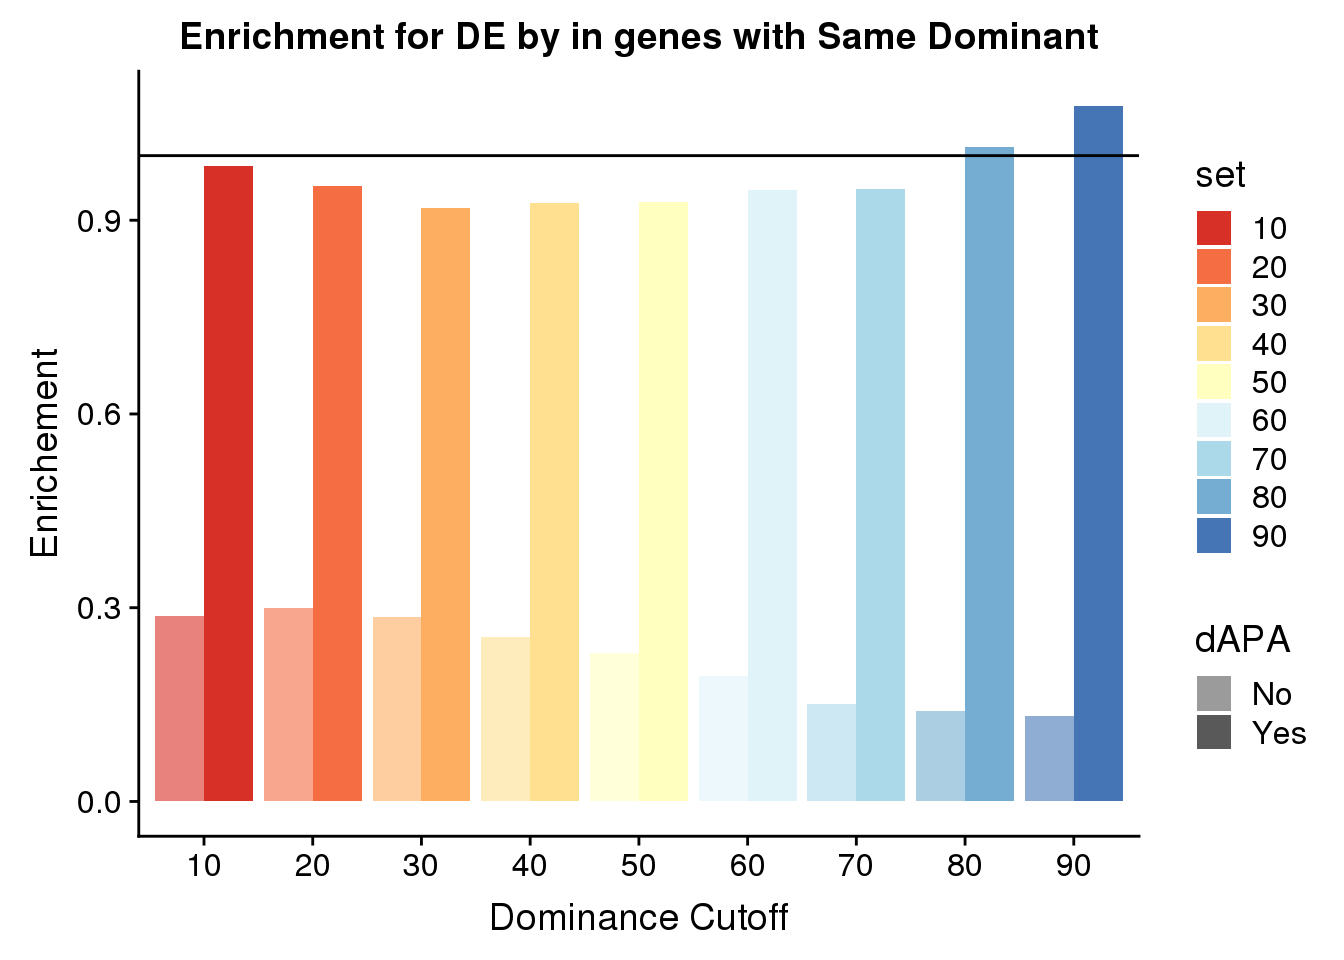 Enrichment for DE by in genes with Same Dominant
Enrichement
0.9
0.6
0.3
0.0
10 20 30 40 50 60 70 80 90
Dominance Cutoff
set
10
20
30
40
50
60
70
80
90
dAPA
No
Yes